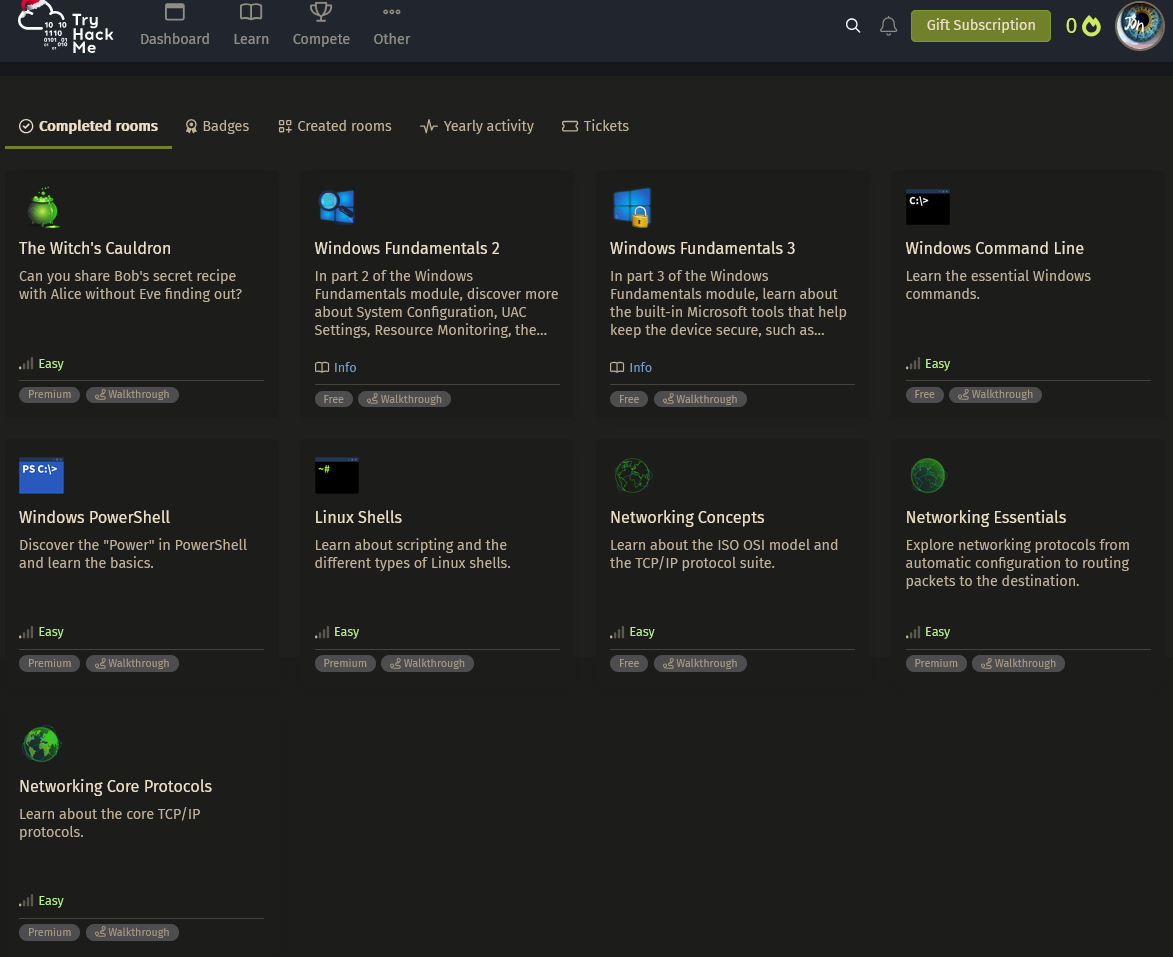 Try
Hack
Me
Dashboard
Learn
Compete
Other
Gift Subscription
0
Completed rooms
Badges
Created rooms
Yearly activity
Tickets
The Witch's Cauldron
Can you share Bob's secret recipe
with Alice without Eve finding out?
Easy
Premium
Walkthrough
Windows Fundamentals 2
In part 2 of the Windows
Fundamentals module, discover more
about System Configuration, UAC
Settings, Resource Monitoring, the...
Info
Free
Walkthrough
Windows Fundamentals 3
In part 3 of the Windows
Fundamentals module, learn about
the built-in Microsoft tools that help
keep the device secure, such as...
Info
Free
Walkthrough
C:\>
Windows Command Line
Learn the essential Windows
commands.
Easy
Free
Walkthrough
PS C:\>
Windows PowerShell
Discover the "Power" in PowerShell
and learn the basics.
Easy
Premium
Walkthrough
~#
Linux Shells
Learn about scripting and the
different types of Linux shells.
Easy
Premium
Walkthrough
Networking Concepts
Learn about the ISO OSI model and
the TCP/IP protocol suite.
Easy
Free
Walkthrough
Networking Essentials
Explore networking protocols from
automatic configuration to routing
packets to the destination.
Easy
Premium
Walkthrough
Networking Core Protocols
Learn about the core TCP/IP
protocols.
Easy
Premium
Walkthrough